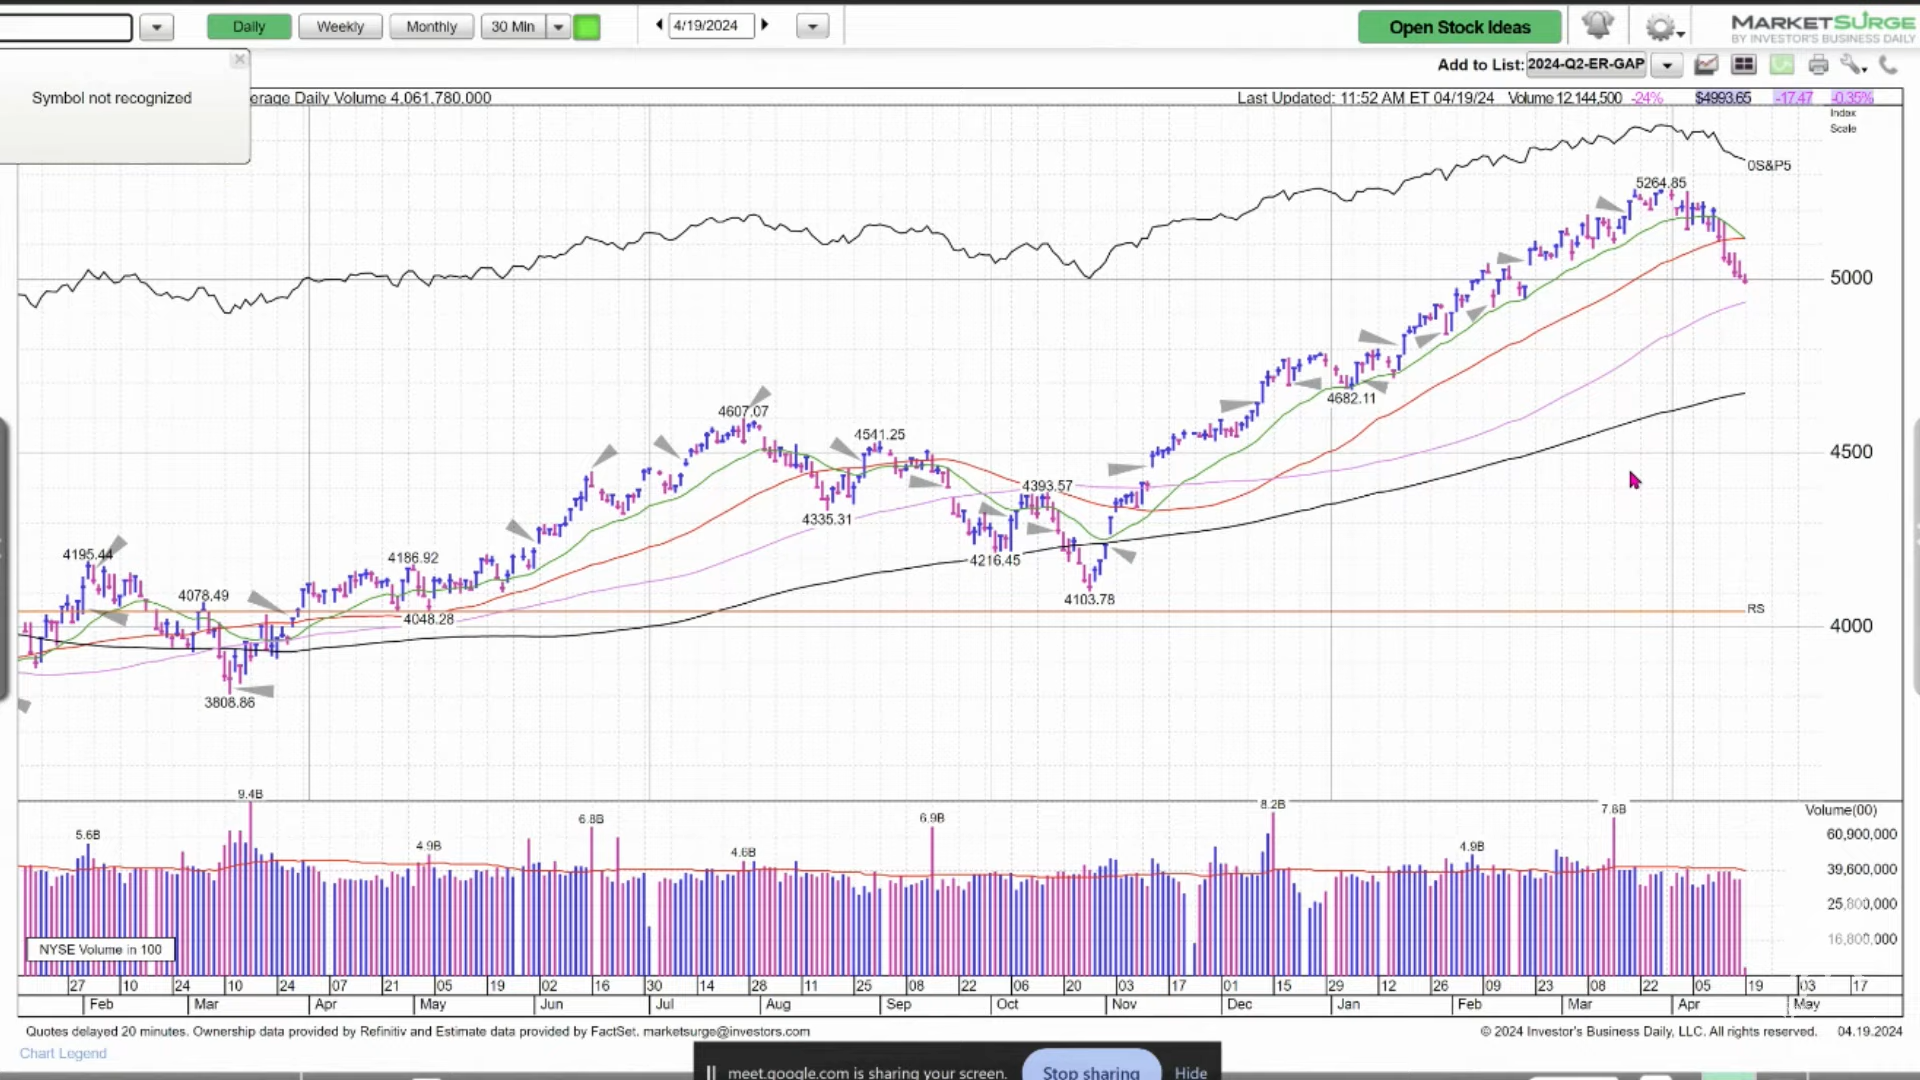 Daily Weekly Monthly 30 Min 4/19/2024 Open Stock Ideas MARKETSURGE
BY INVESTOR'S BUSINESS DAILY
Add to List: 2024-Q2-ER-GAP
Symbol not recognized
erage Daily Volume 4,061,780,000 Last Updated: 11:52 AM ET 04/19/24 Volume 12,144,500 -24% $4993.65 -17.47 -0.35%
Index
Scale
0S&P5
5264.85
5000
4682.11
4607.07
4541.25
4500
4393.57
4335.31
4216.45
4195.44
4186.92
4103.78
4078.49
4048.28
RS
4000
3808.86
9.4B
8.2B
7.8B
Volume(00)
6.8B
6.9B
5.6B
60,900,000
4.9B
4.6B
4.9B
39,600,000
25,800,000
16,800,000
NYSE Volume in 100
27 10 24 10 24 07 21 05 19 02 16 30 14 28 11 25 08 22 06 20 03 17 01 15 29 12 26 09 23 08 22 05 19 03 17
Feb Mar Apr May Jun Jul Aug Sep Oct Nov Dec Jan Feb Mar Apr May
Quotes delayed 20 minutes. Ownership data provided by Refinitiv and Estimate data provided by FactSet. marketsurge@investors.com © 2024 Investor's Business Daily, LLC. All rights reserved. 04.19.2024
Chart Legend
meet.google.com is sharing your screen. Stop sharing Hide